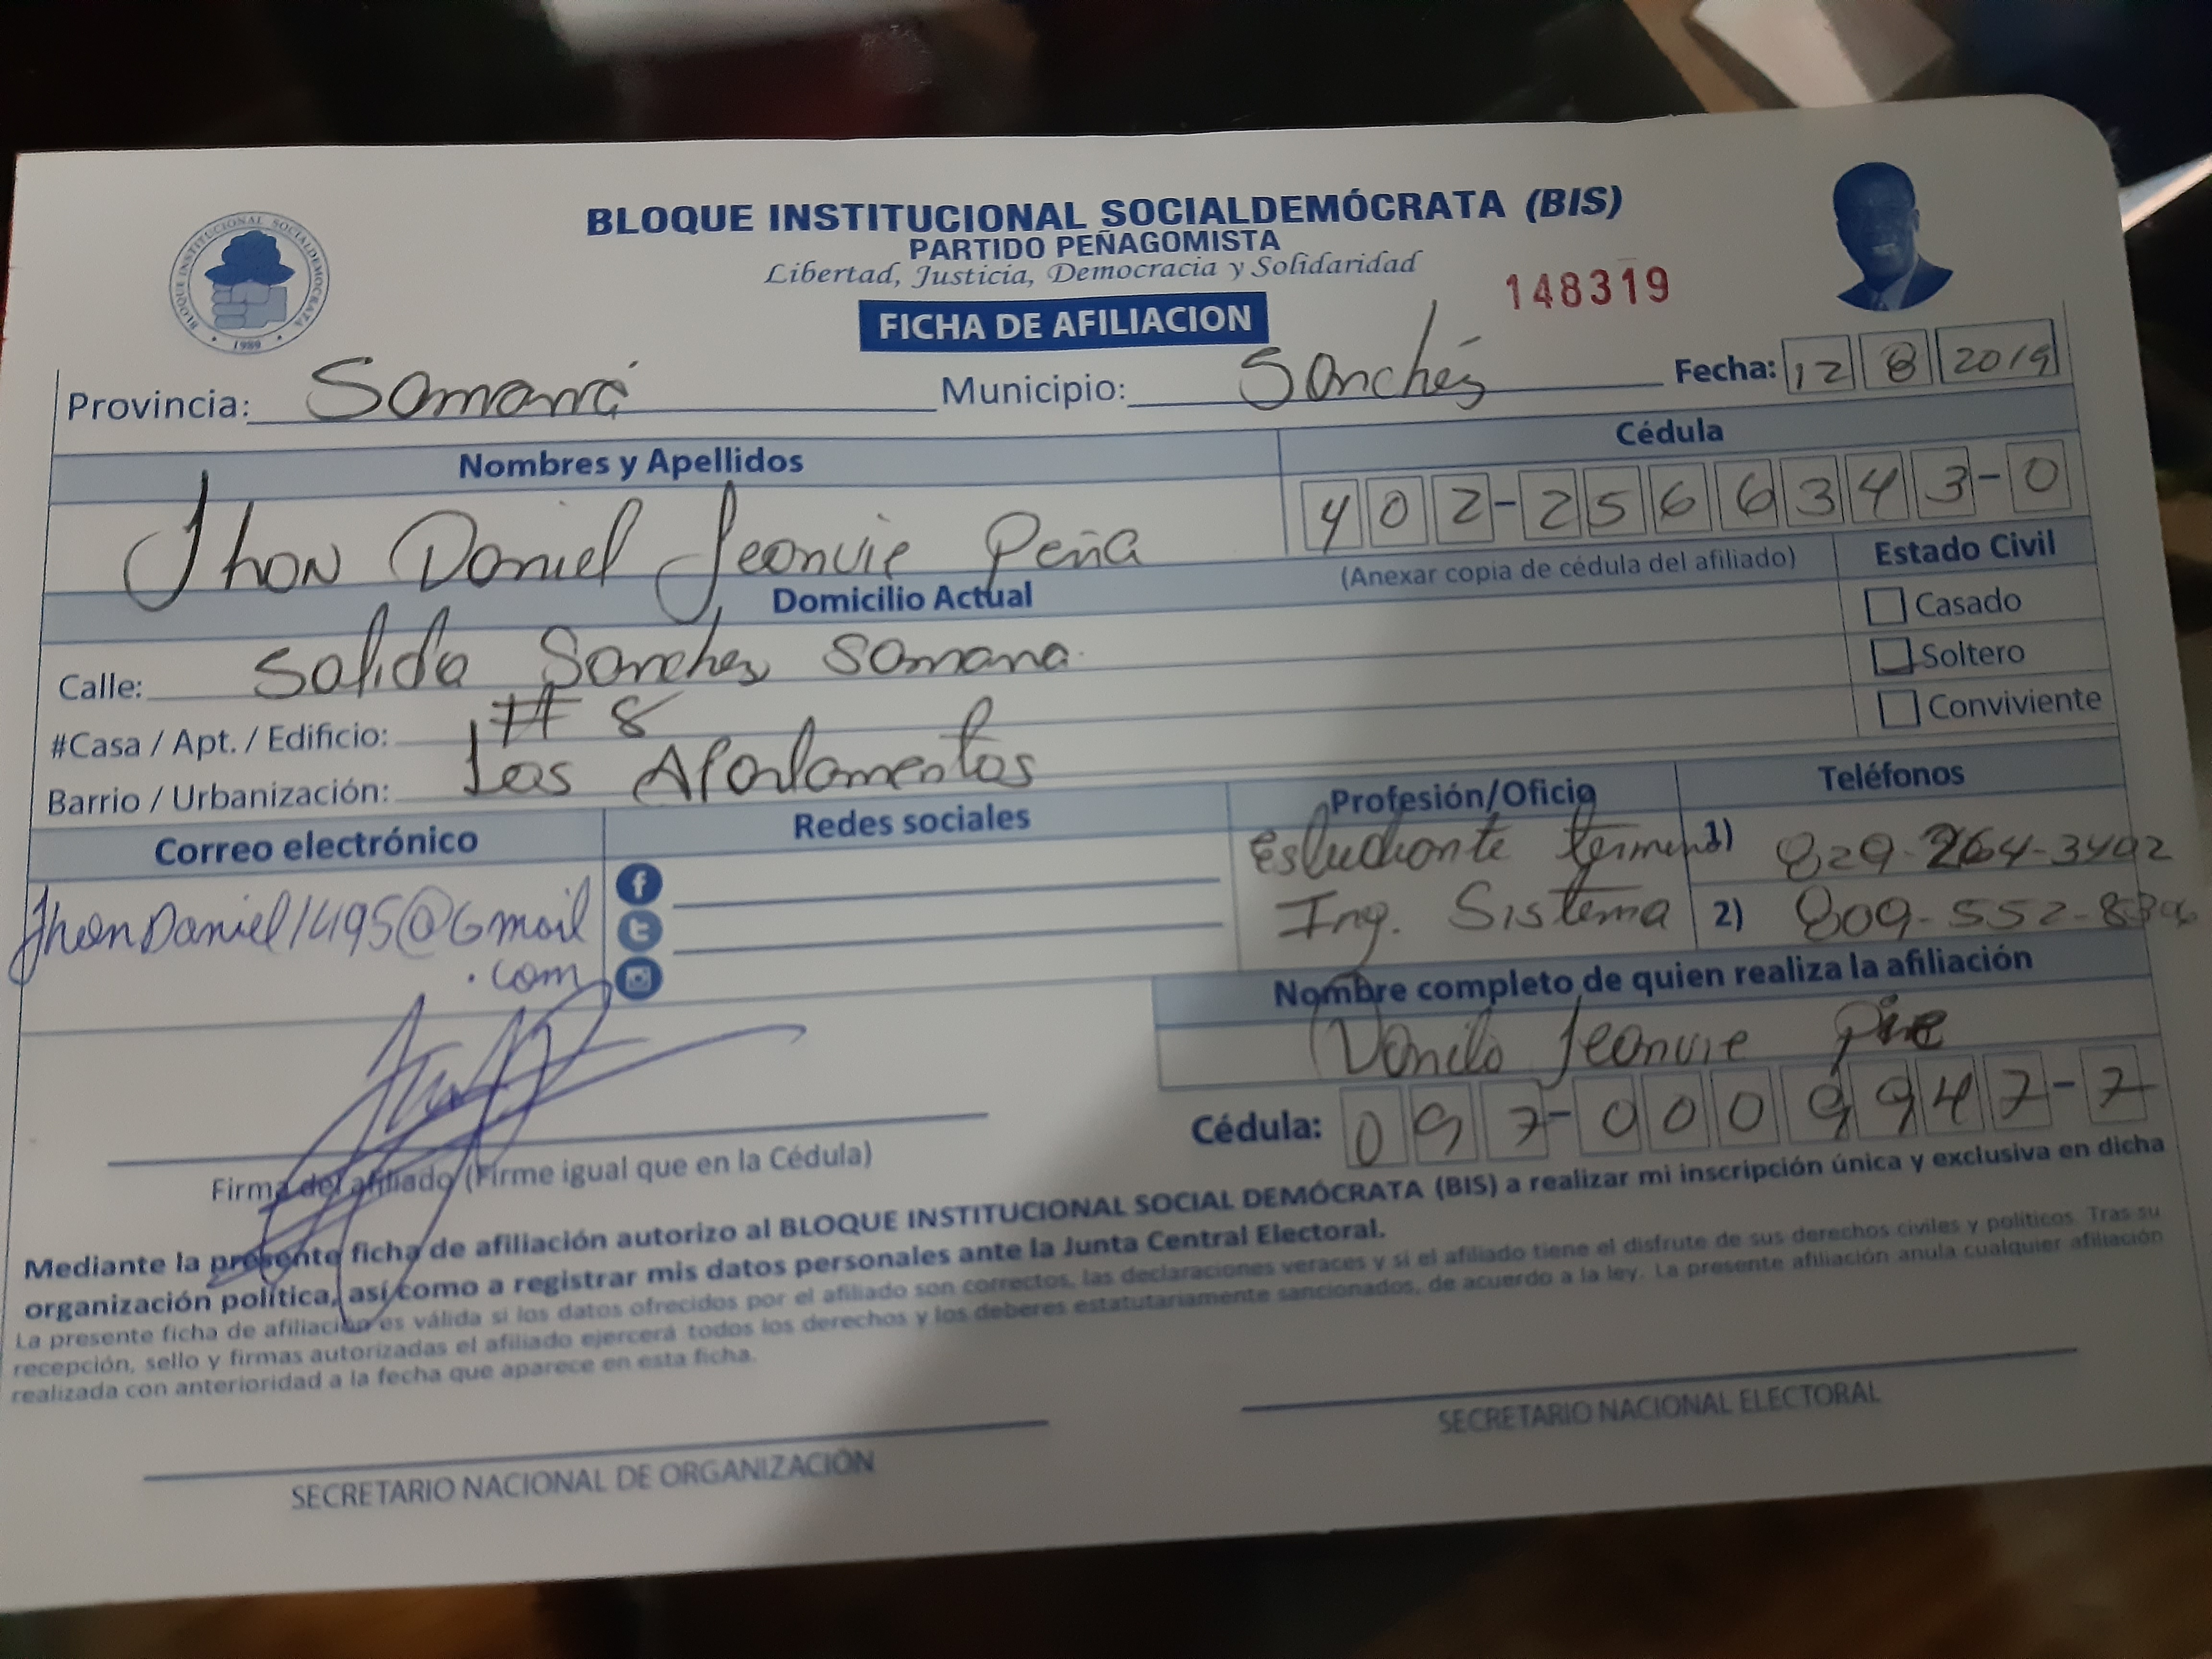 BLOQUE INSTITUCIONAL SOCIALDEMÓCRATA (BIS)
PARTIDO PEÑAGOMISTA
Libertad, Justicia, Democracia y Solidaridad
BLOQUE INSTITUCIONAL SOCIALDEMOCRATA
1989
148319
FICHA DE AFILIACION
Provincia: Samaná Municipio: Sánchéz Fecha: 12 8 2019
Nombres y Apellidos Cédula
Jhon Daniel Jeanvie Peña 402-2566343-0
(Anexar copia de cédula del afiliado)
Domicilio Actual Estado Civil
Casado
Calle: Salida Sanchez Samana. Soltero
#Casa / Apt. / Edificio: # 8 Conviviente
Barrio / Urbanización: Los Apartamentos
Correo electrónico Redes sociales Profesión/Oficio Teléfonos
JhonDaniel1495@Gmail Estudiante 1) 829-264-3492
.com Ing. Sistema 2) 809-552-
Nombre completo de quien realiza la afiliación
Danilo Jeanvie
Cédula: 097-0009947-7
Firma del afiliado (Firme igual que en la Cédula)
Mediante la presente ficha de afiliación autorizo al BLOQUE INSTITUCIONAL SOCIAL DEMÓCRATA (BIS) a realizar mi inscripción única y exclusiva en dicha
organización política, así como a registrar mis datos personales ante la Junta Central Electoral.
La presente ficha de afiliación es válida si los datos ofrecidos por el afiliado son correctos, las declaraciones veraces y si el afiliado tiene el disfrute de sus derechos civiles y políticos. Tras su
recepción, sello y firmas autorizadas el afiliado ejercerá todos los derechos y los deberes estatutariamente sancionados, de acuerdo a la ley. La presente afiliación anula cualquier afiliación
realizada con anterioridad a la fecha que aparece en esta ficha.
SECRETARIO NACIONAL DE ORGANIZACIÓN SECRETARIO NACIONAL ELECTORAL